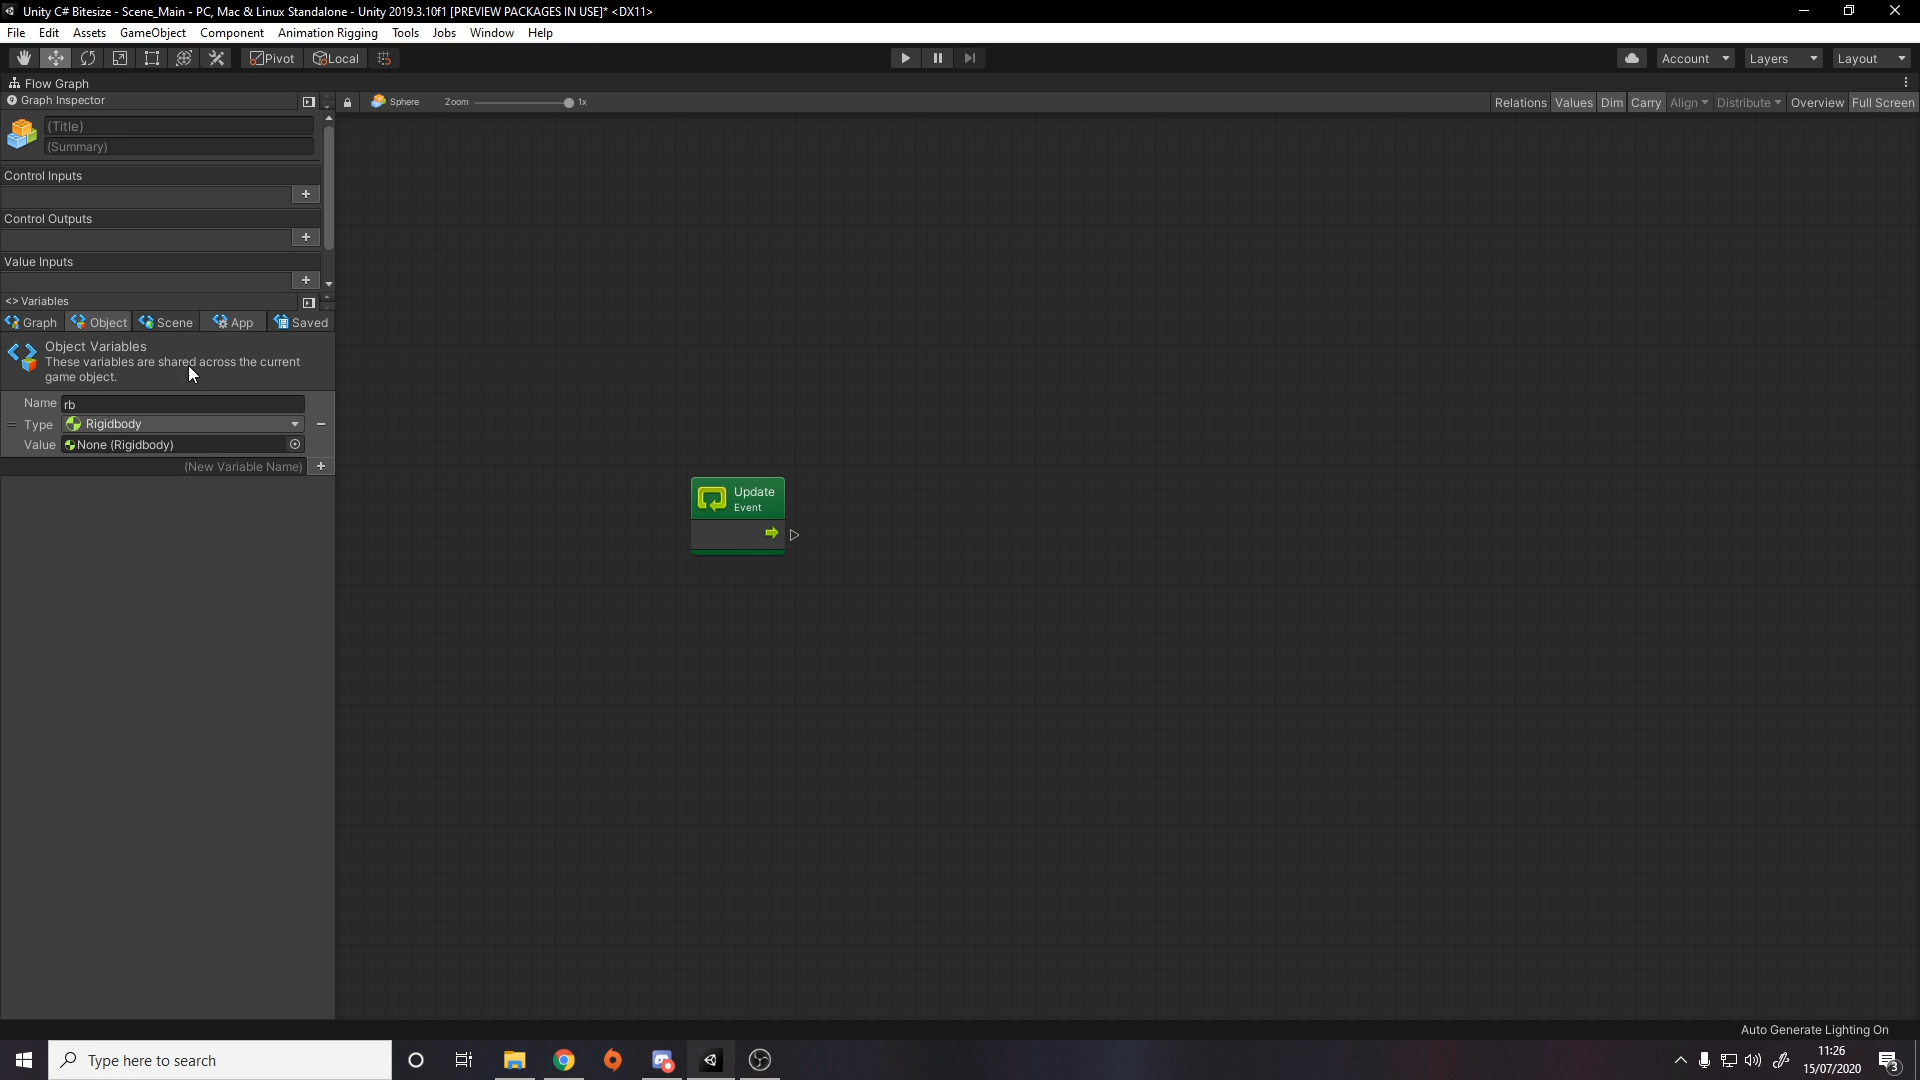 Unity C# Bitesize - Scene_Main - PC, Mac & Linux Standalone - Unity 2019.3.10f1 [PREVIEW PACKAGES IN USE]* <DX11>
File Edit Assets GameObject Component Animation Rigging Tools Jobs Window Help
Pivot Local Account Layers Layout
Flow Graph
Graph Inspector
Sphere Zoom 1x Relations Values Dim Carry Align Distribute Overview Full Screen
(Title)
(Summary)
Control Inputs
+
Control Outputs
+
Value Inputs
+
<> Variables
Graph Object Scene App Saved
Object Variables
These variables are shared across the current
game object.
Name rb
Type Rigidbody
Value None (Rigidbody)
(New Variable Name) +
Update
Event
Auto Generate Lighting On
Type here to search
11:26
15/07/2020
3